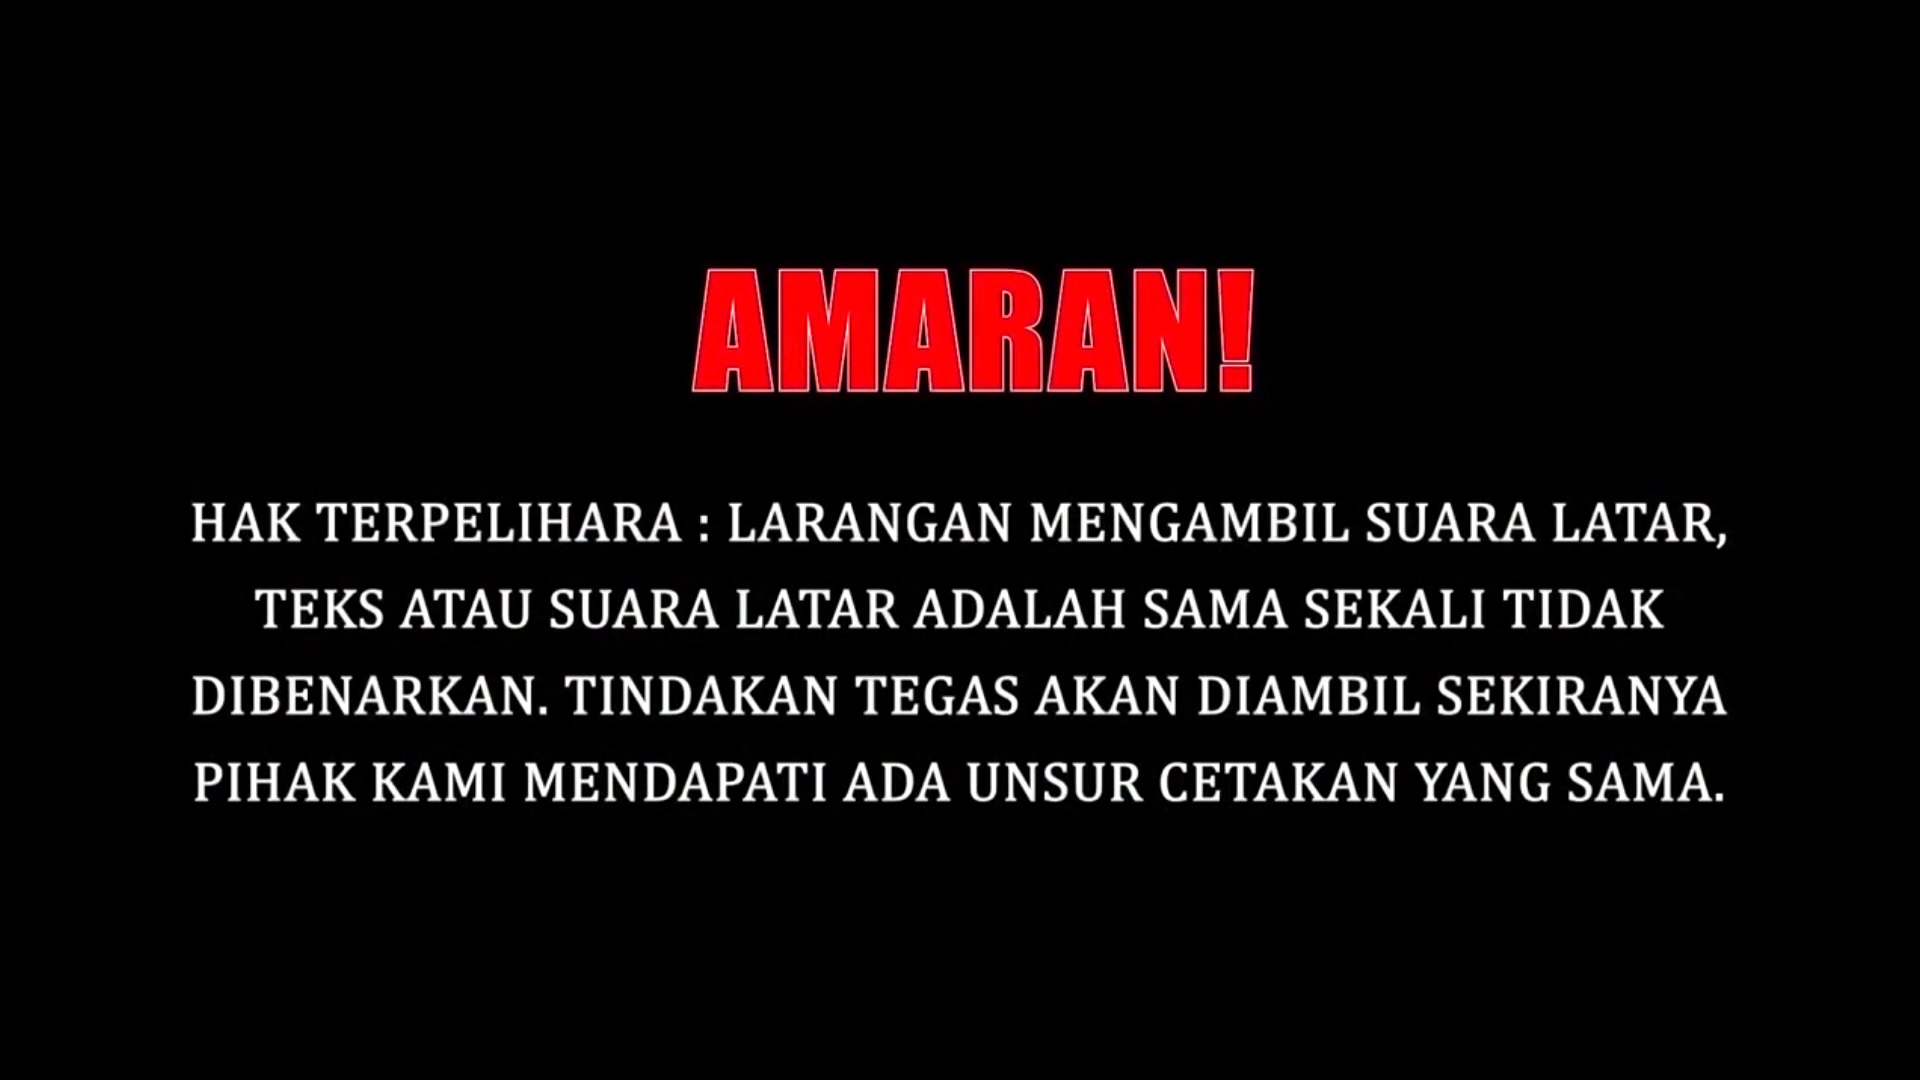 AMARAN!
HAK TERPELIHARA : LARANGAN MENGAMBIL SUARA LATAR,
TEKS ATAU SUARA LATAR ADALAH SAMA SEKALI TIDAK
DIBENARKAN. TINDAKAN TEGAS AKAN DIAMBIL SEKIRANYA
PIHAK KAMI MENDAPATI ADA UNSUR CETAKAN YANG SAMA.